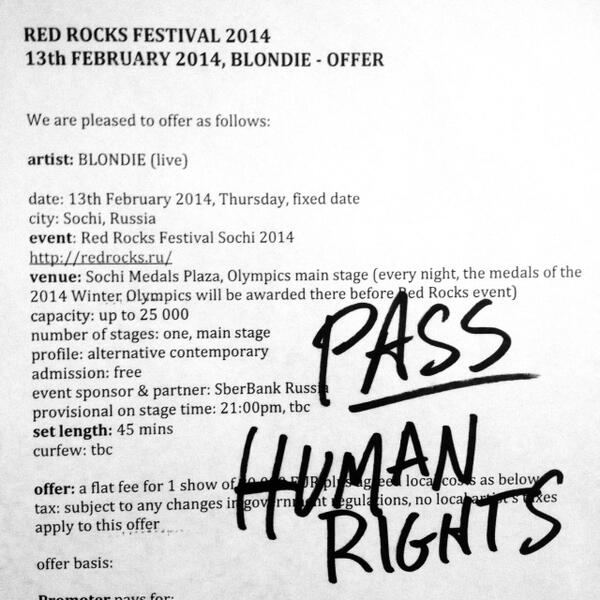 RED ROCKS FESTIVAL 2014
13th FEBRUARY 2014, BLONDIE - OFFER
We are pleased to offer as follows:
artist: BLONDIE (live)
date: 13th February 2014, Thursday, fixed date
city: Sochi, Russia
event: Red Rocks Festival Sochi 2014
http://redrocks.ru/
venue: Sochi Medals Plaza, Olympics main stage (every night, the medals of the
2014 Winter Olympics will be awarded there before Red Rocks event)
capacity: up to 25 000
number of stages: one, main stage
profile: alternative contemporary
admission: free
event sponsor & partner: SberBank Russia
provisional on stage time: 21:00pm, tbc
set length: 45 mins
curfew: tbc
PASS
HUMAN
RIGHTS
offer: a flat fee for 1 show of EUR plus agreed local costs as below
tax: subject to any changes in government regulations, no local artist's taxes
apply to this offer
offer basis:
Promoter pays for: